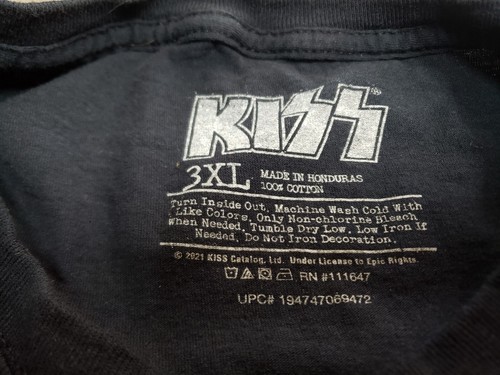 KISS
3XL
MADE IN HONDURAS
100% COTTON
Turn Inside Out. Machine Wash Cold With
Like Colors. Only Non-chlorine Bleach
When Needed. Tumble Dry Low. Low Iron If
Needed. Do Not Iron Decoration.
© 2021 KISS Catalog, Ltd. Under License to Epic Rights.
RN #111647
UPC# 194747069472